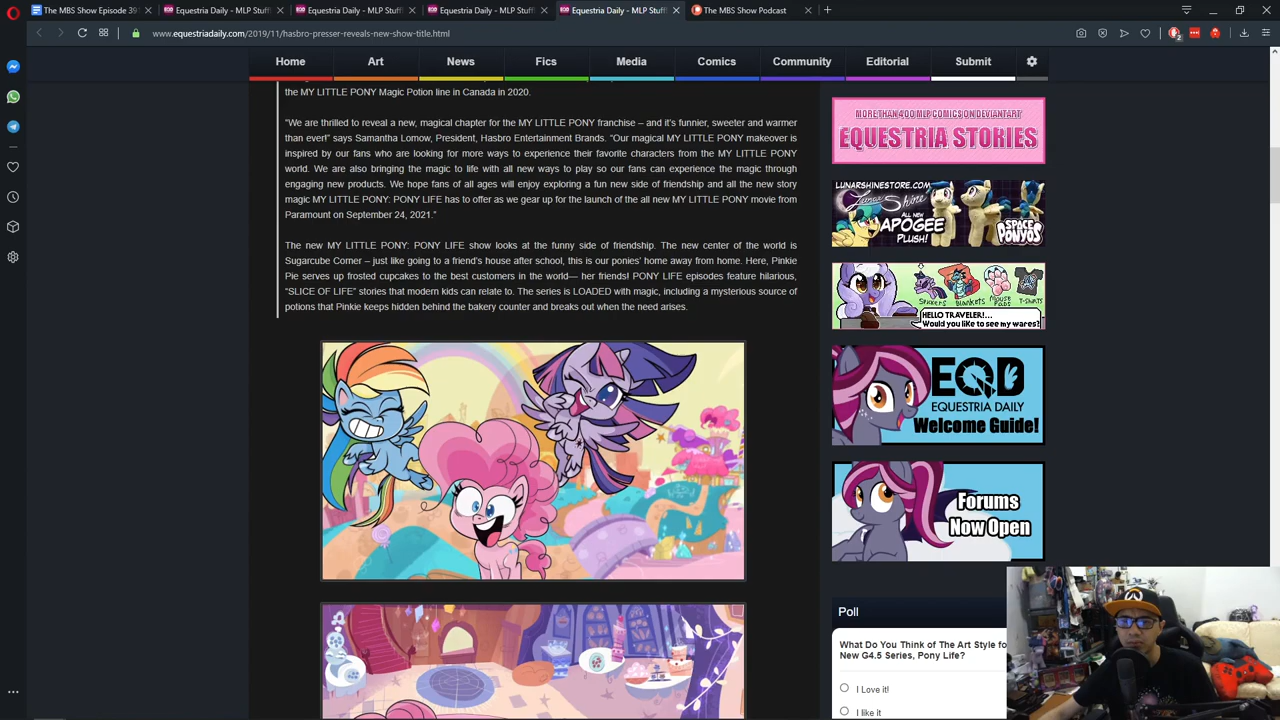 The MBS Show Episode 39
Equestria Daily - MLP Stuff!
Equestria Daily - MLP Stuff!
Equestria Daily - MLP Stuff!
Equestria Daily - MLP Stuff!
The MBS Show Podcast
www.equestriadaily.com/2019/11/hasbro-presser-reveals-new-show-title.html
2
Home
Art
News
Fics
Media
Comics
Community
Editorial
Submit
the MY LITTLE PONY Magic Potion line in Canada in 2020.
"We are thrilled to reveal a new, magical chapter for the MY LITTLE PONY franchise – and it's funnier, sweeter and warmer
than ever!" says Samantha Lomow, President, Hasbro Entertainment Brands. "Our magical MY LITTLE PONY makeover is
inspired by our fans who are looking for more ways to experience their favorite characters from the MY LITTLE PONY
world. We are also bringing the magic to life with all new ways to play so our fans can experience the magic through
engaging new products. We hope fans of all ages will enjoy exploring a fun new side of friendship and all the new story
magic MY LITTLE PONY: PONY LIFE has to offer as we gear up for the launch of the all new MY LITTLE PONY movie from
Paramount on September 24, 2021."
The new MY LITTLE PONY: PONY LIFE show looks at the funny side of friendship. The new center of the world is
Sugarcube Corner – just like going to a friend's house after school, this is our ponies' home away from home. Here, Pinkie
Pie serves up frosted cupcakes to the best customers in the world— her friends! PONY LIFE episodes feature hilarious,
"SLICE OF LIFE" stories that modern kids can relate to. The series is LOADED with magic, including a mysterious source of
potions that Pinkie keeps hidden behind the bakery counter and breaks out when the need arises.
MORE THAN 400 MLP COMICS ON DEVIANTART
EQUESTRIA STORIES
LUNARSHINESTORE.COM
Lunar Shine
ALL NEW
APOGEE
PLUSH!
SPACE
PONYOS
STICKERS
BLANKETS
MOUSE
PADS
T-SHIRTS
HELLO TRAVELER!...
Would you like to see my wares?
EQD
EQUESTRIA DAILY
Welcome Guide!
Forums
Now Open
Poll
What Do You Think of The Art Style fo
New G4.5 Series, Pony Life?
I Love it!
I like it